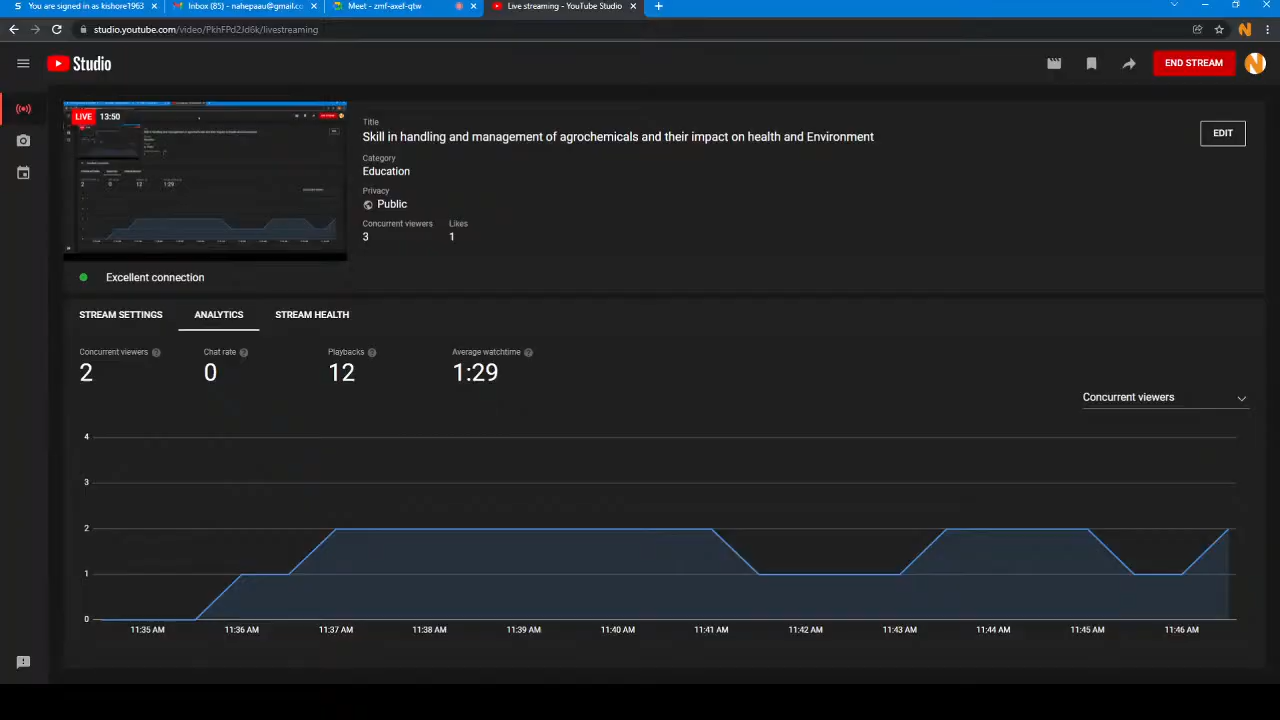 You are signed in as kishore1963
Inbox (85) - nahepaau@gmail.co
Meet - zmf-axef-qtw
Live streaming - YouTube Studio
studio.youtube.com/video/PkhFPd2Jd6k/livestreaming
Studio
END STREAM
LIVE 13:50
Title
Skill in handling and management of agrochemicals and their impact on health and Environment
EDIT
Category
Education
Privacy
Public
Concurrent viewers Likes
3 1
Excellent connection
STREAM SETTINGS ANALYTICS STREAM HEALTH
Concurrent viewers Chat rate Playbacks Average watchtime
2 0 12 1:29
Concurrent viewers
4
3
2
1
0
11:35 AM 11:36 AM 11:37 AM 11:38 AM 11:39 AM 11:40 AM 11:41 AM 11:42 AM 11:43 AM 11:44 AM 11:45 AM 11:46 AM